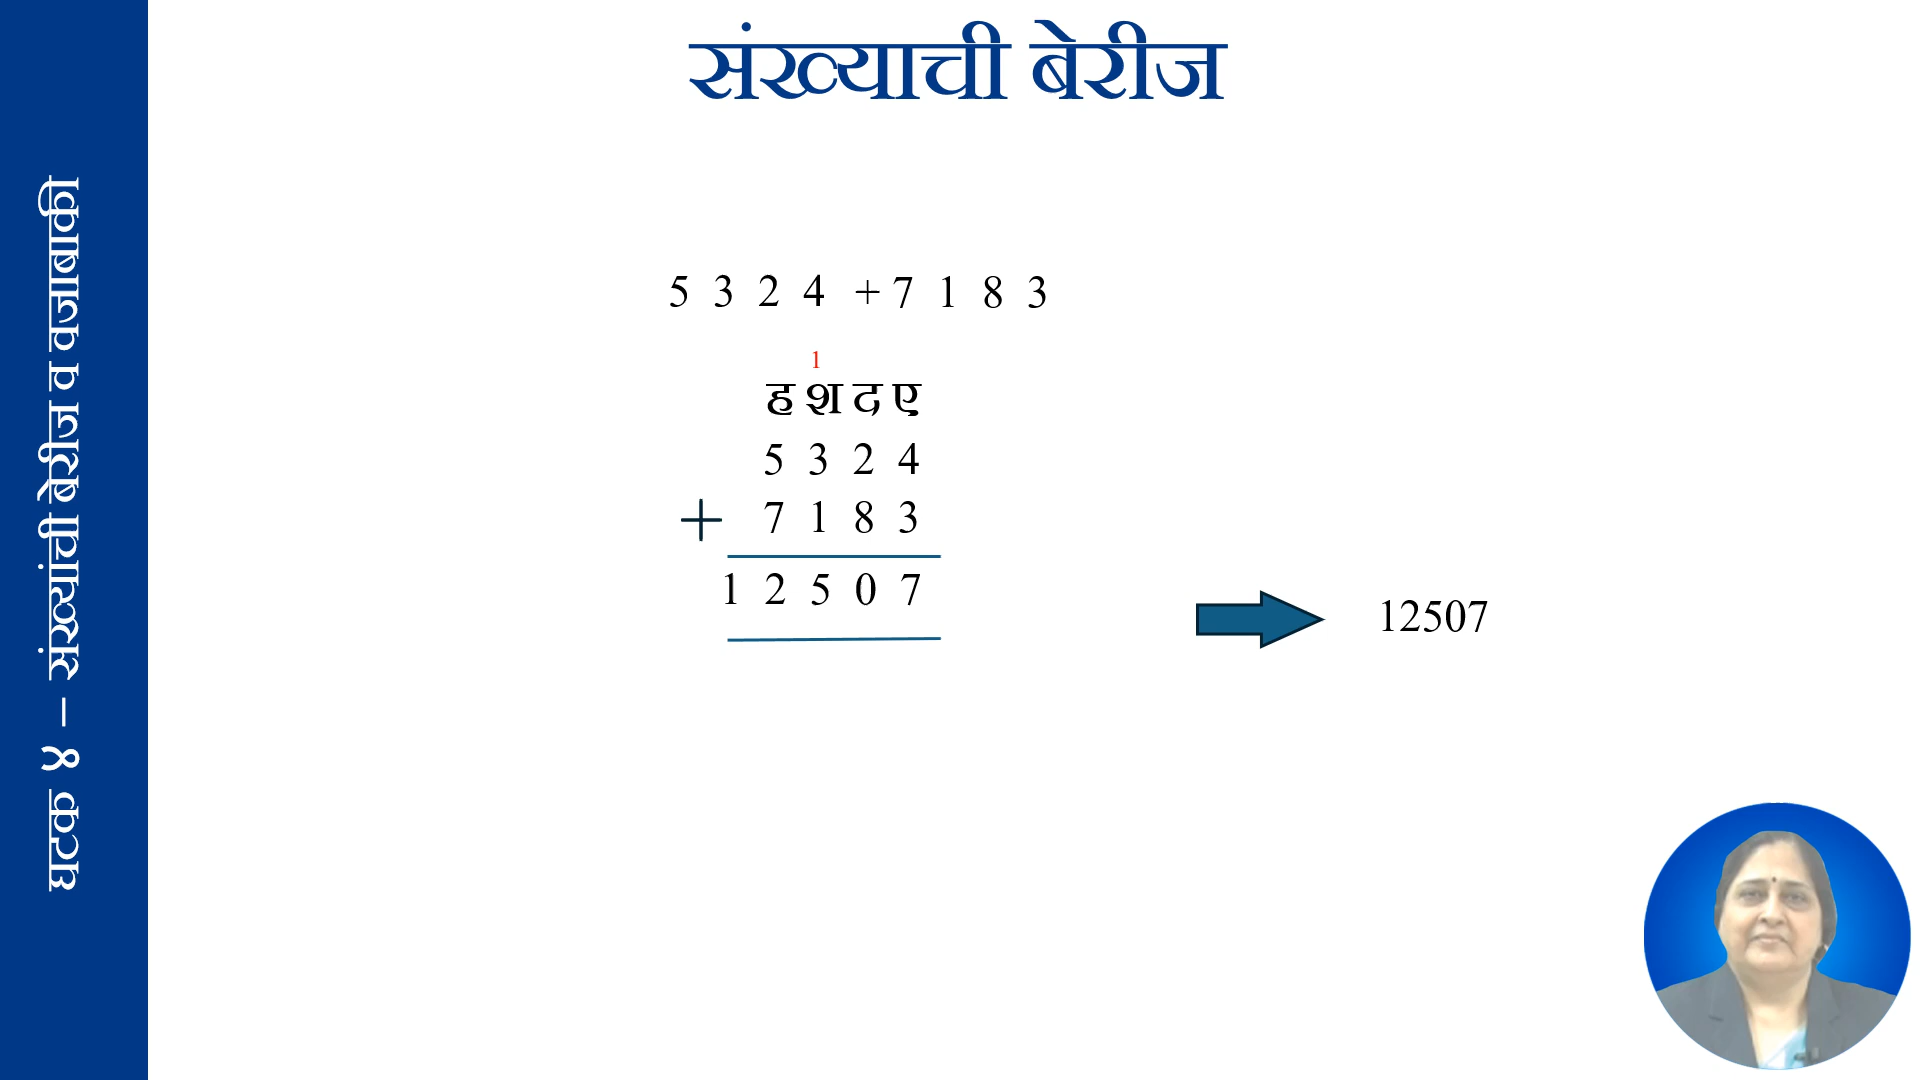 संख्याची बेरीज
घटक १ – संख्यांची बेरीज व वजाबाकी
5 3 2 4 + 7 1 8 3
1
ह श द ए
5 3 2 4
+ 7 1 8 3
1 2 5 0 7
12507